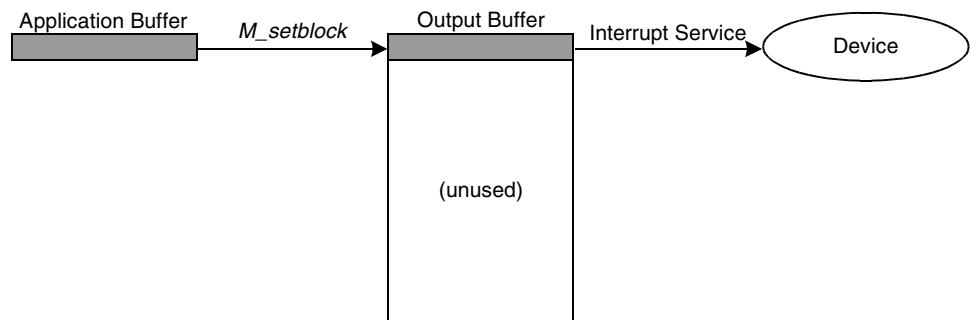 Application Buffer
M_setblock
Output Buffer
Interrupt Service
Device
(unused)